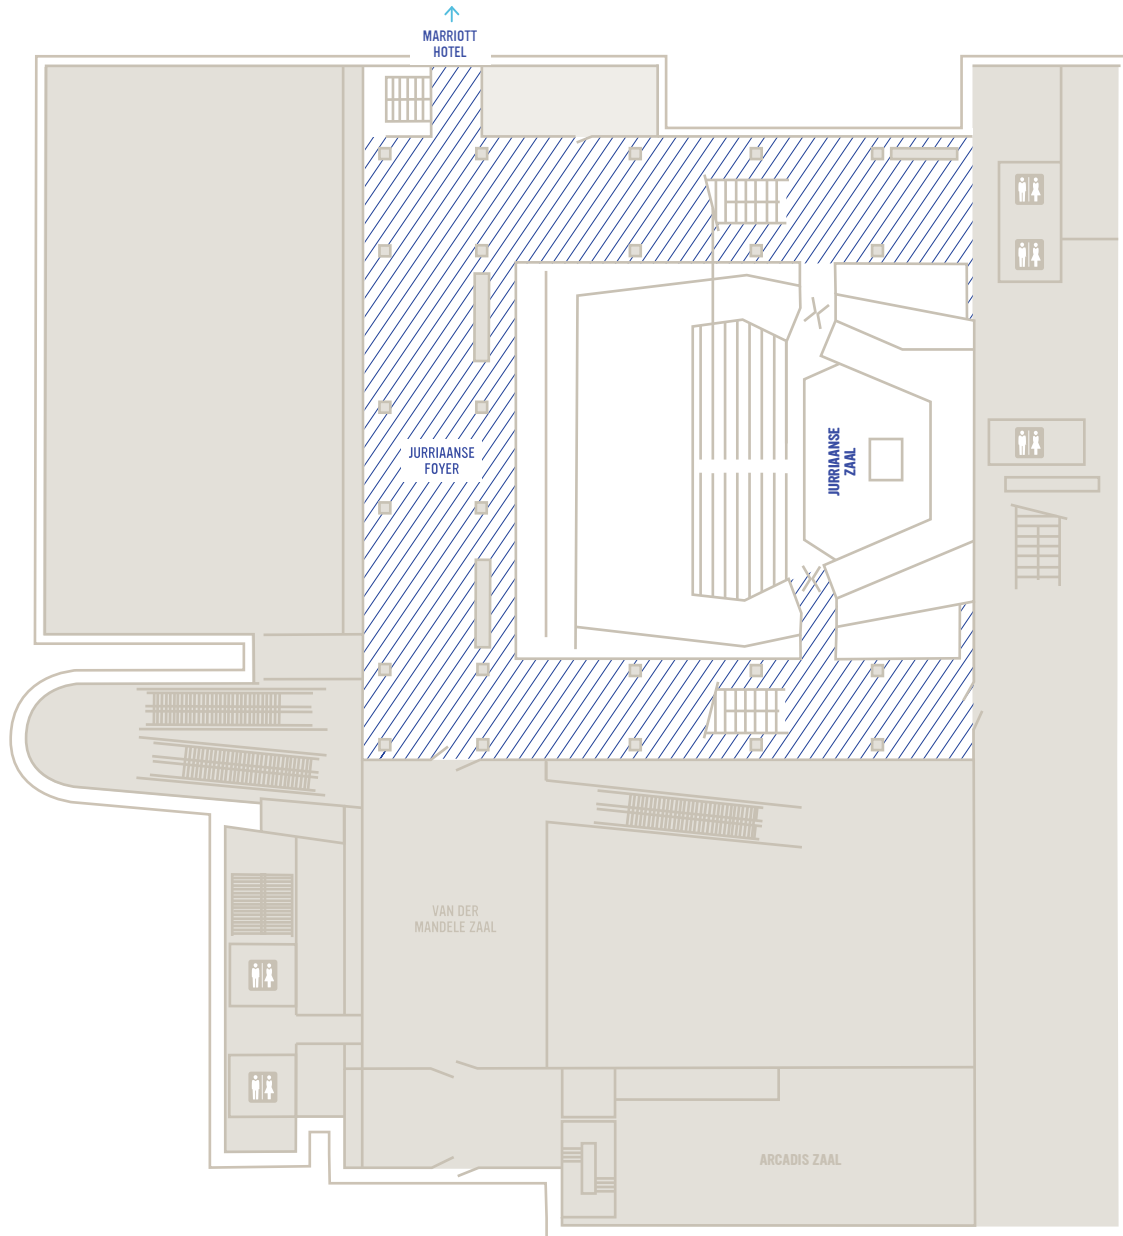 MARRIOTT
HOTEL
JURRIAANSE
FOYER
JURRIAANSE
ZAAL
VAN DER
MANDELE ZAAL
ARCADIS ZAAL